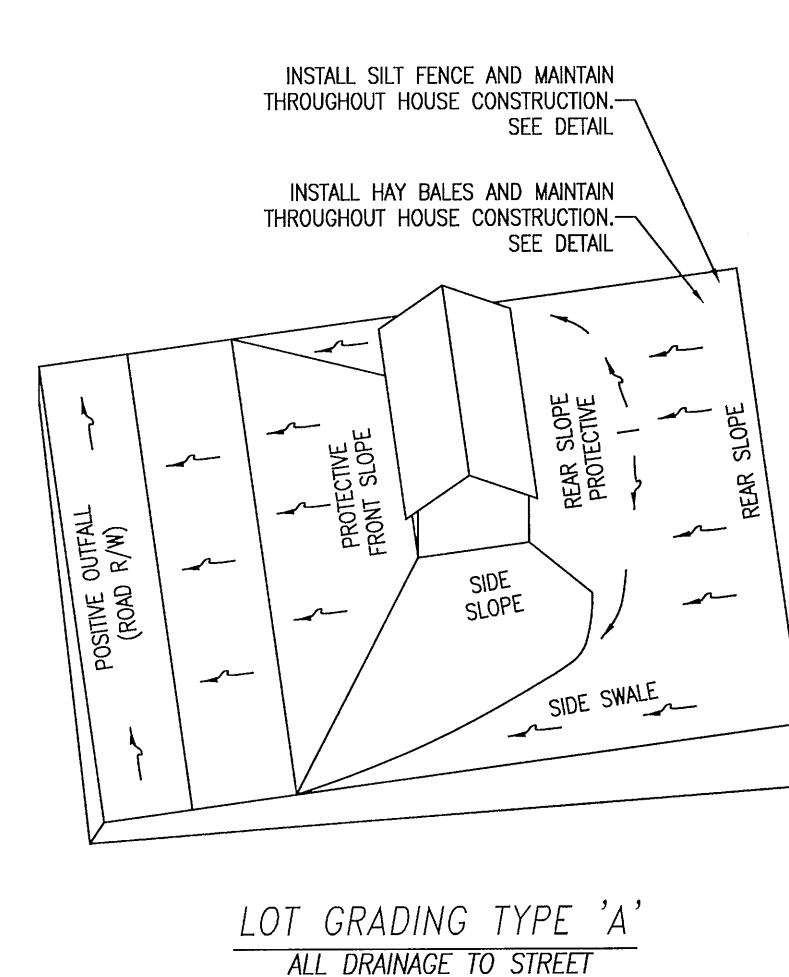 INSTALL SILT FENCE AND MAINTAIN
THROUGHOUT HOUSE CONSTRUCTION.
SEE DETAIL
INSTALL HAY BALES AND MAINTAIN
THROUGHOUT HOUSE CONSTRUCTION.
SEE DETAIL
POSITIVE OUTFALL
(ROAD R/W)
PROTECTIVE
FRONT SLOPE
REAR SLOPE
PROTECTIVE
REAR SLOPE
SIDE
SLOPE
SIDE SWALE
LOT GRADING TYPE 'A'
ALL DRAINAGE TO STREET